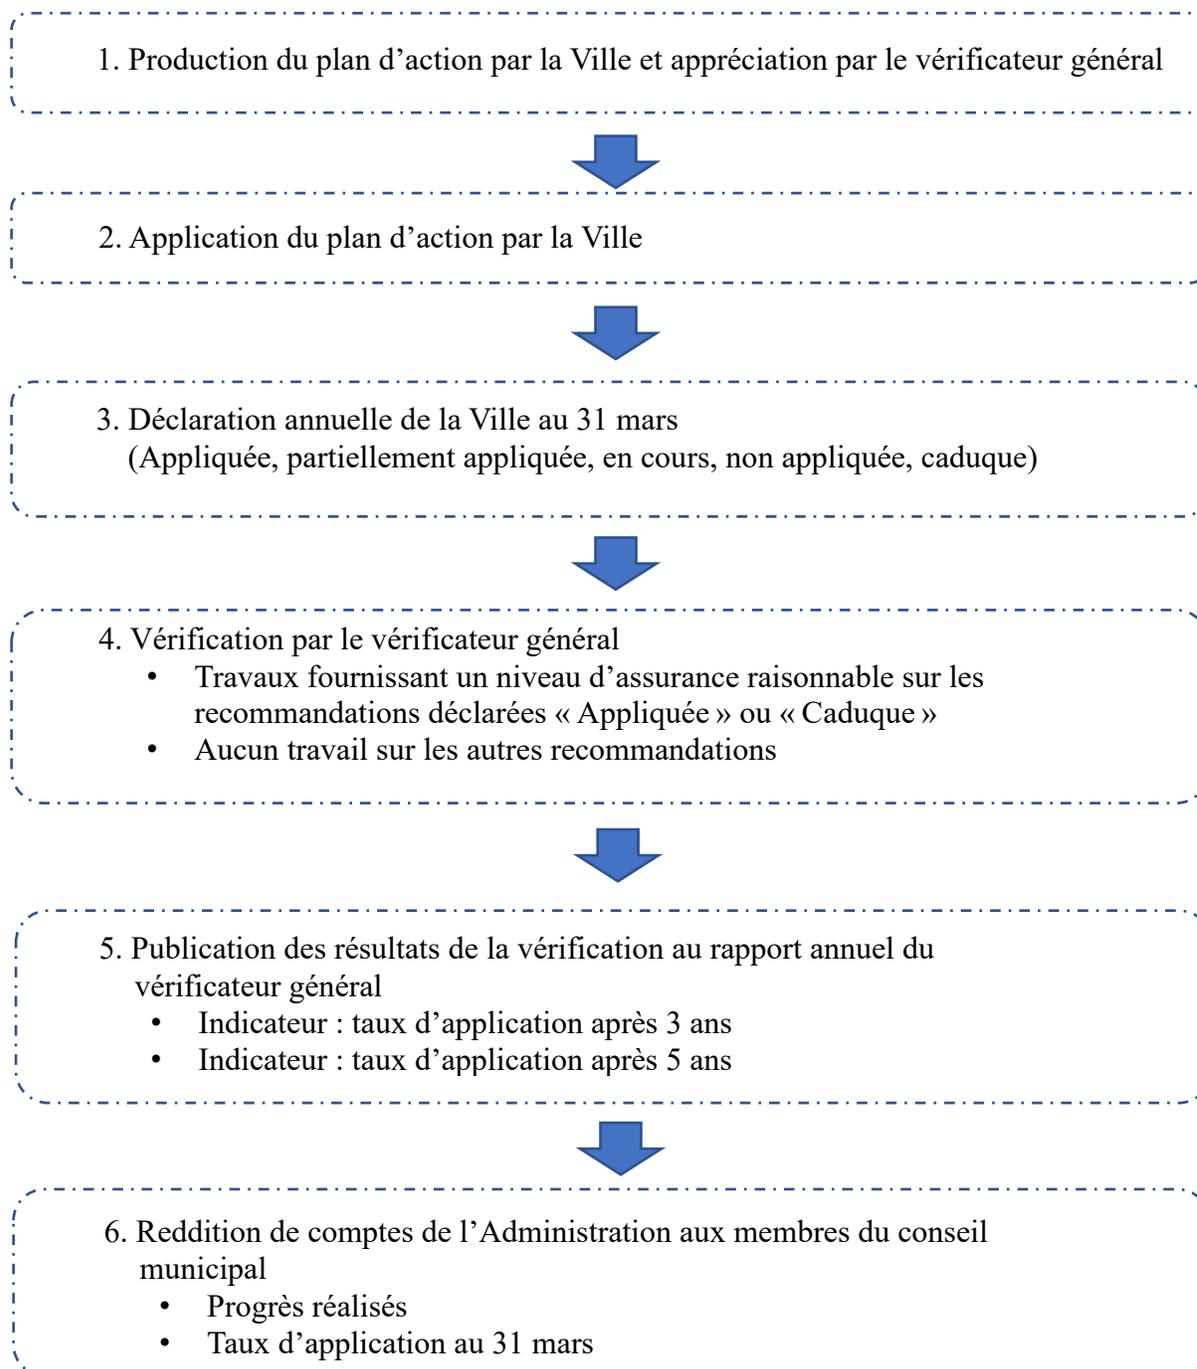 1. Production du plan d’action par la Ville et appréciation par le vérificateur général
2. Application du plan d’action par la Ville
3. Déclaration annuelle de la Ville au 31 mars
(Appliquée, partiellement appliquée, en cours, non appliquée, caduque)
4. Vérification par le vérificateur général
• Travaux fournissant un niveau d’assurance raisonnable sur les
recommandations déclarées « Appliquée » ou « Caduque »
• Aucun travail sur les autres recommandations
5. Publication des résultats de la vérification au rapport annuel du
vérificateur général
• Indicateur : taux d’application après 3 ans
• Indicateur : taux d’application après 5 ans
6. Reddition de comptes de l’Administration aux membres du conseil
municipal
• Progrès réalisés
• Taux d’application au 31 mars